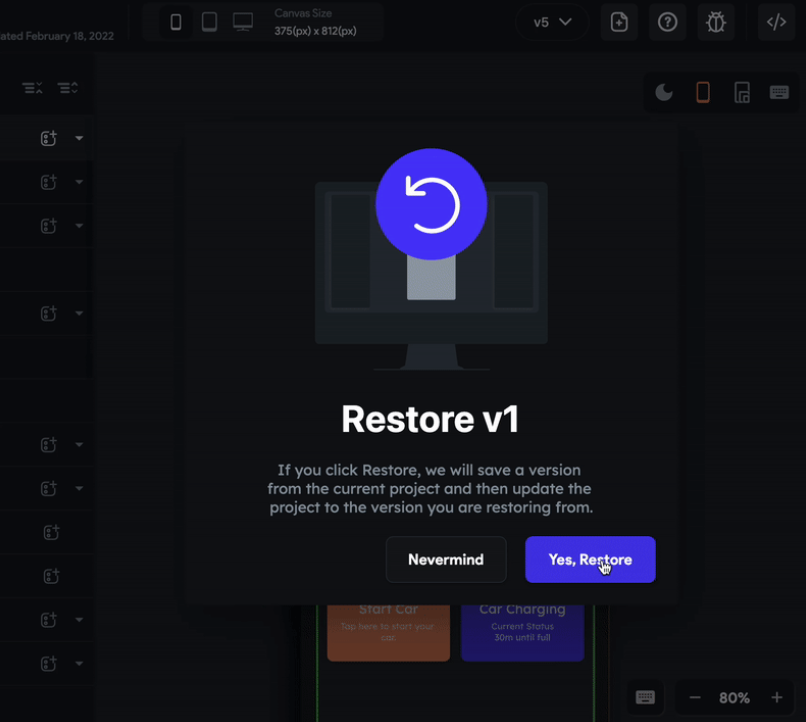 Canvas Size
375(px) x 812(px)
v5
ated February 18, 2022
Restore v1
If you click Restore, we will save a version
from the current project and then update the
project to the version you are restoring from.
Nevermind
Yes, Restore
Start Car
Tap here to start your
car.
Car Charging
Current Status
30m until full
80%